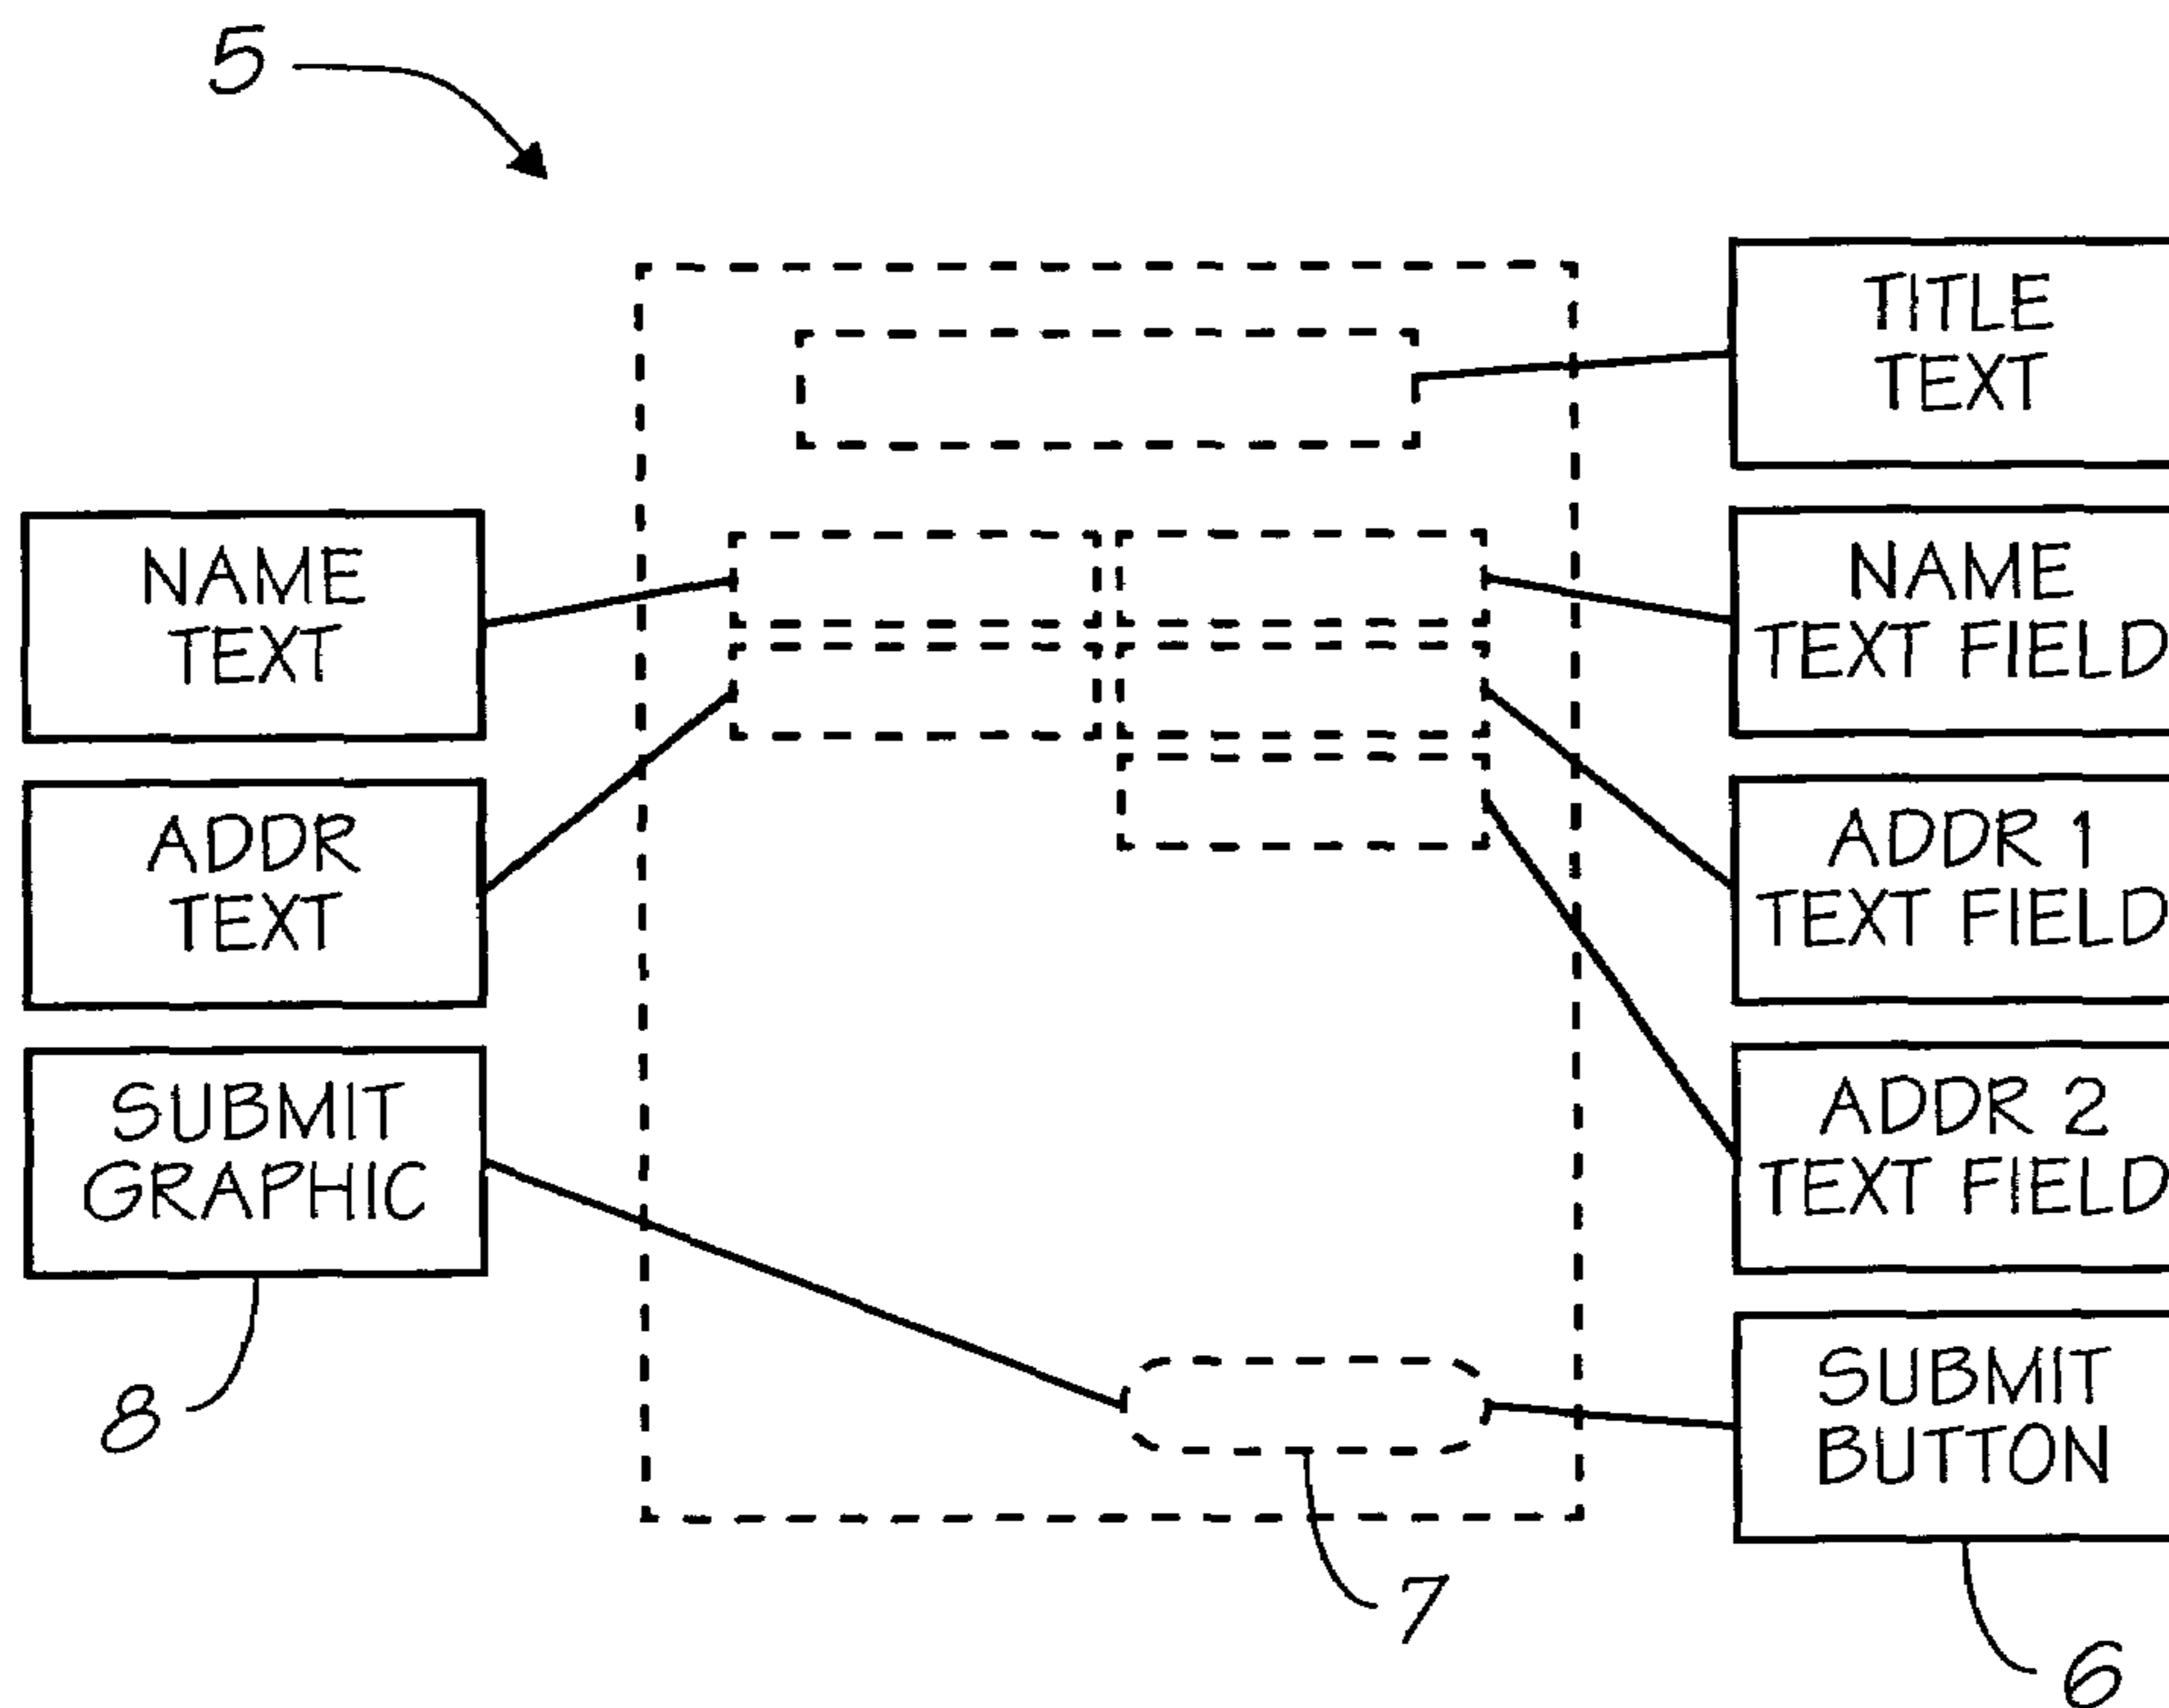 5
TITLE
TEXT
NAME
TEXT
NAME
TEXT FIELD
ADDR
TEXT
ADDR 1
TEXT FIELD
SUBMIT
GRAPHIC
ADDR 2
TEXT FIELD
SUBMIT
BUTTON
8
7
6